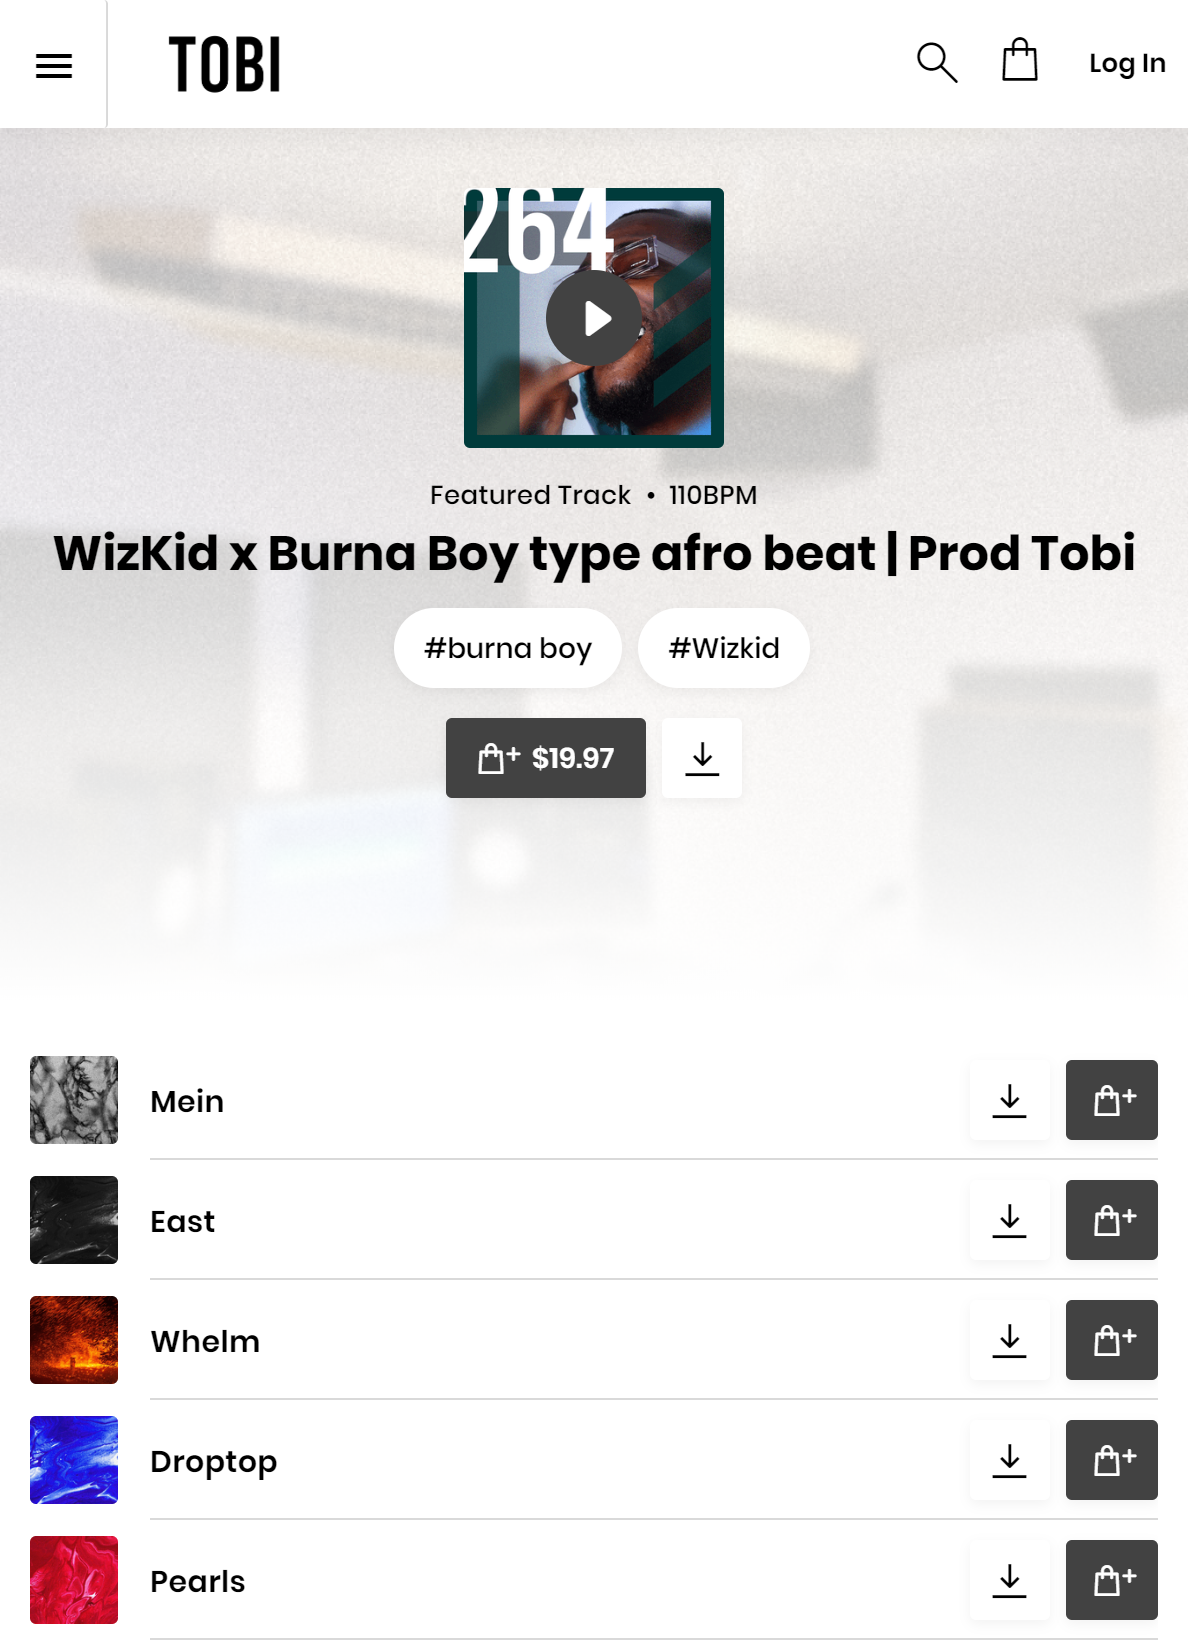 TOBI
Log In
264
Featured Track • 110BPM
WizKid x Burna Boy type afro beat | Prod Tobi
#burna boy
#Wizkid
$19.97
Mein
East
Whelm
Droptop
Pearls